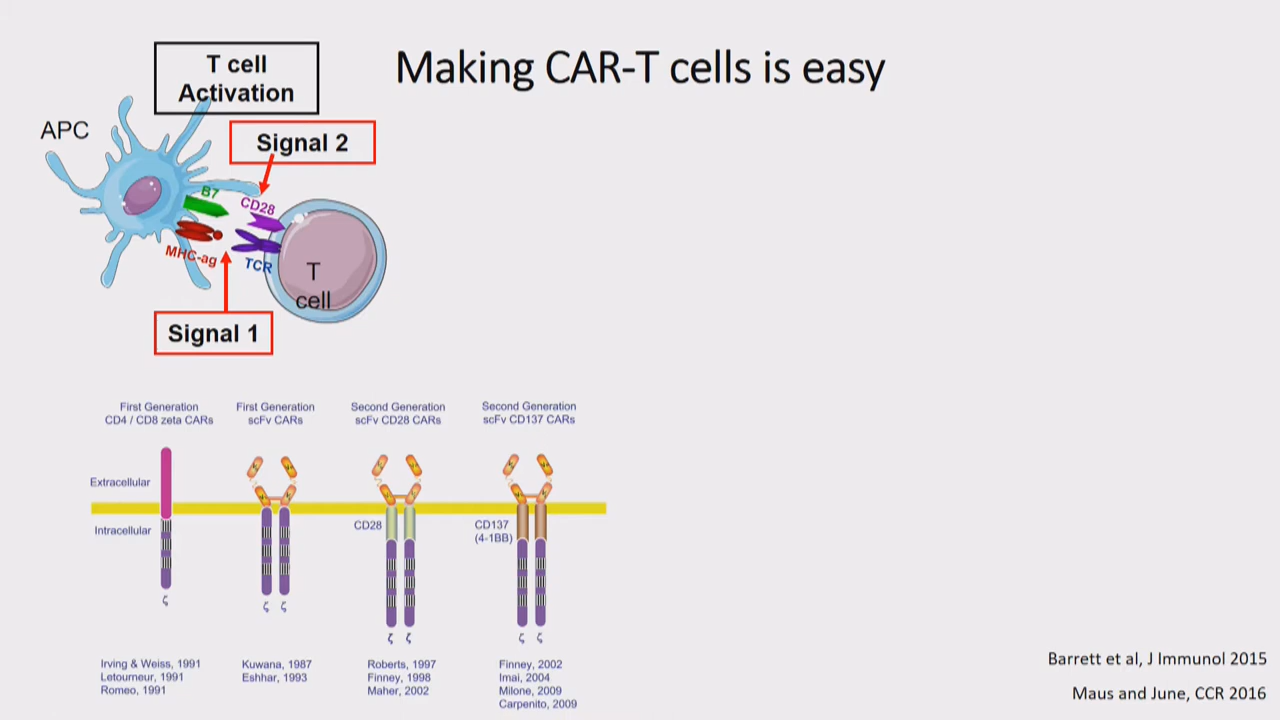 Making CAR-T cells is easy
T cell
Activation
APC
Signal 2
B7
CD28
MHC-ag
TCR
T
cell
Signal 1
First Generation
CD4 / CD8 zeta CARs
First Generation
scFv CARs
Second Generation
scFv CD28 CARs
Second Generation
scFv CD137 CARs
Extracellular
Intracellular
CD28
CD137
(4-1BB)
ζ
ζ ζ
ζ ζ
ζ ζ
Irving & Weiss, 1991
Letourneur, 1991
Romeo, 1991
Kuwana, 1987
Eshhar, 1993
Roberts, 1997
Finney, 1998
Maher, 2002
Finney, 2002
Imai, 2004
Milone, 2009
Carpenito, 2009
Barrett et al, J Immunol 2015
Maus and June, CCR 2016